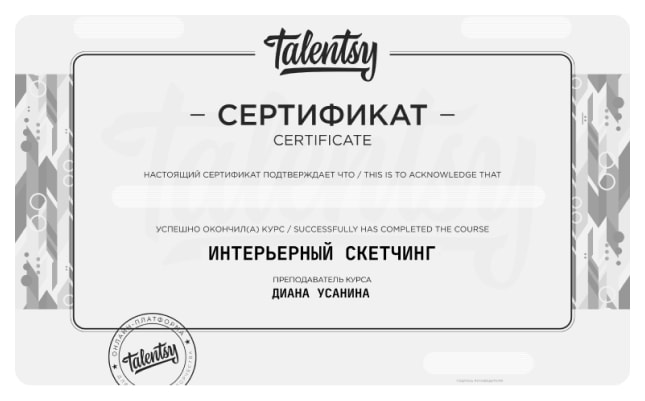 Talentsy
– СЕРТИФИКАТ –
CERTIFICATE
НАСТОЯЩИЙ СЕРТИФИКАТ ПОДТВЕРЖДАЕТ ЧТО / THIS IS TO ACKNOWLEDGE THAT
УСПЕШНО ОКОНЧИЛ(А) КУРС / SUCCESSFULLY HAS COMPLETED THE COURSE
ИНТЕРЬЕРНЫЙ СКЕТЧИНГ
ПРЕПОДАВАТЕЛЬ КУРСА
ДИАНА УСАНИНА
ОНЛАЙН-ПЛАТФОРМА
Talentsy